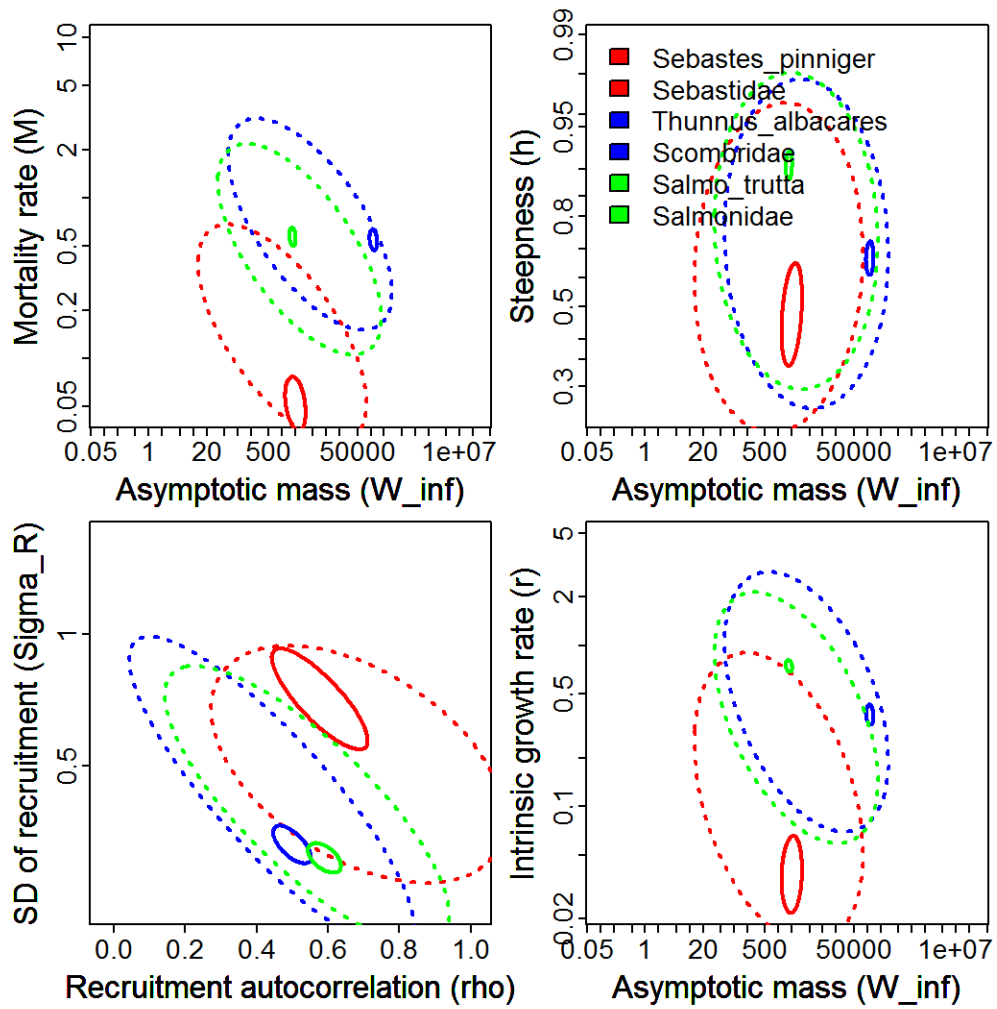 Mortality rate (M)
10
5
2
0.5
0.2
0.05
0.05 1 20 500 50000 1e+07
Asymptotic mass (W_inf)
Steepness (h)
0.99
0.95
0.8
0.5
0.3
Sebastes_pinniger
Sebastidae
Thunnus_albacares
Scombridae
Salmo_trutta
Salmonidae
0.05 1 20 500 50000 1e+07
Asymptotic mass (W_inf)
SD of recruitment (Sigma_R)
1
0.5
0.0 0.2 0.4 0.6 0.8 1.0
Recruitment autocorrelation (rho)
Intrinsic growth rate (r)
5
2
0.5
0.1
0.02
0.05 1 20 500 50000 1e+07
Asymptotic mass (W_inf)